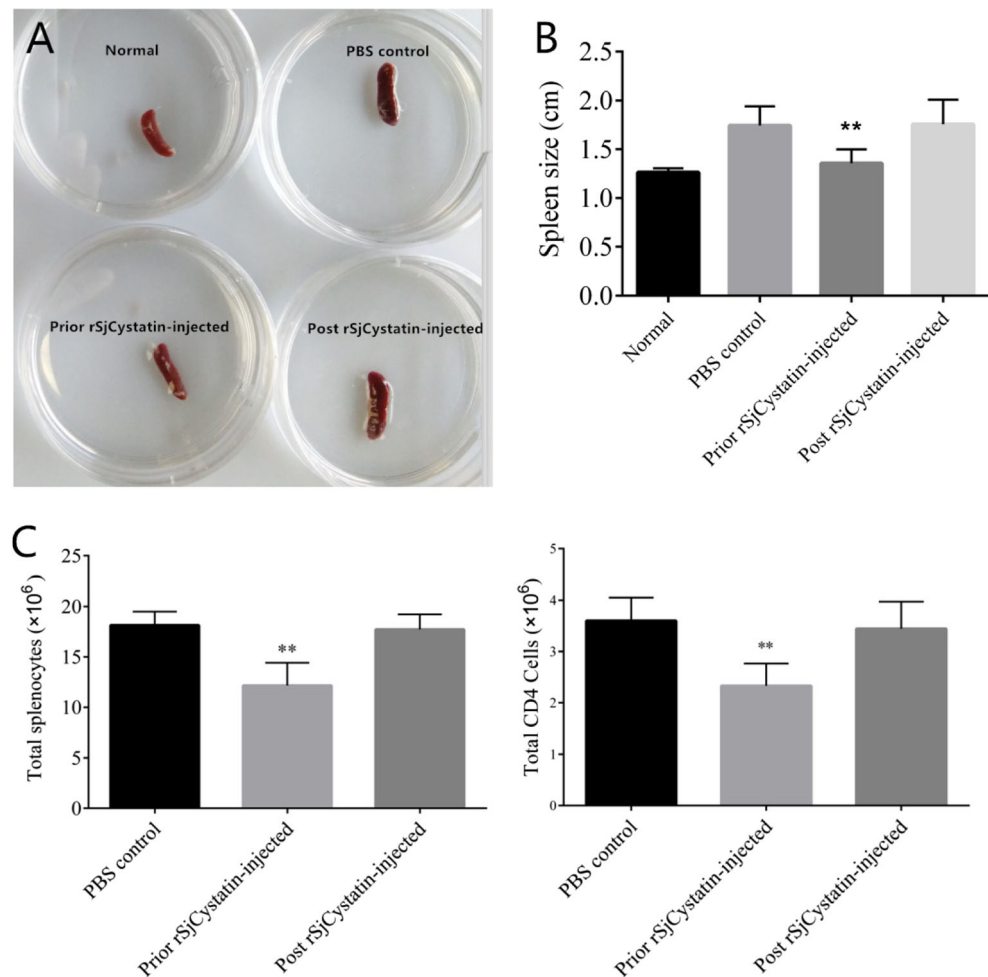 A
Normal
PBS control
Prior rSjCystatin-injected
Post rSjCystatin-injected
B
Spleen size (cm)
2.5
2.0
1.5
1.0
0.5
0.0
**
Normal
PBS control
Prior rSjCystatin-injected
Post rSjCystatin-injected
C
Total splenocytes (×10⁶)
25
20
15
10
5
0
**
PBS control
Prior rSjCystatin-injected
Post rSjCystatin-injected
Total CD4 Cells (×10⁶)
5
4
3
2
1
0
**
PBS control
Prior rSjCystatin-injected
Post rSjCystatin-injected